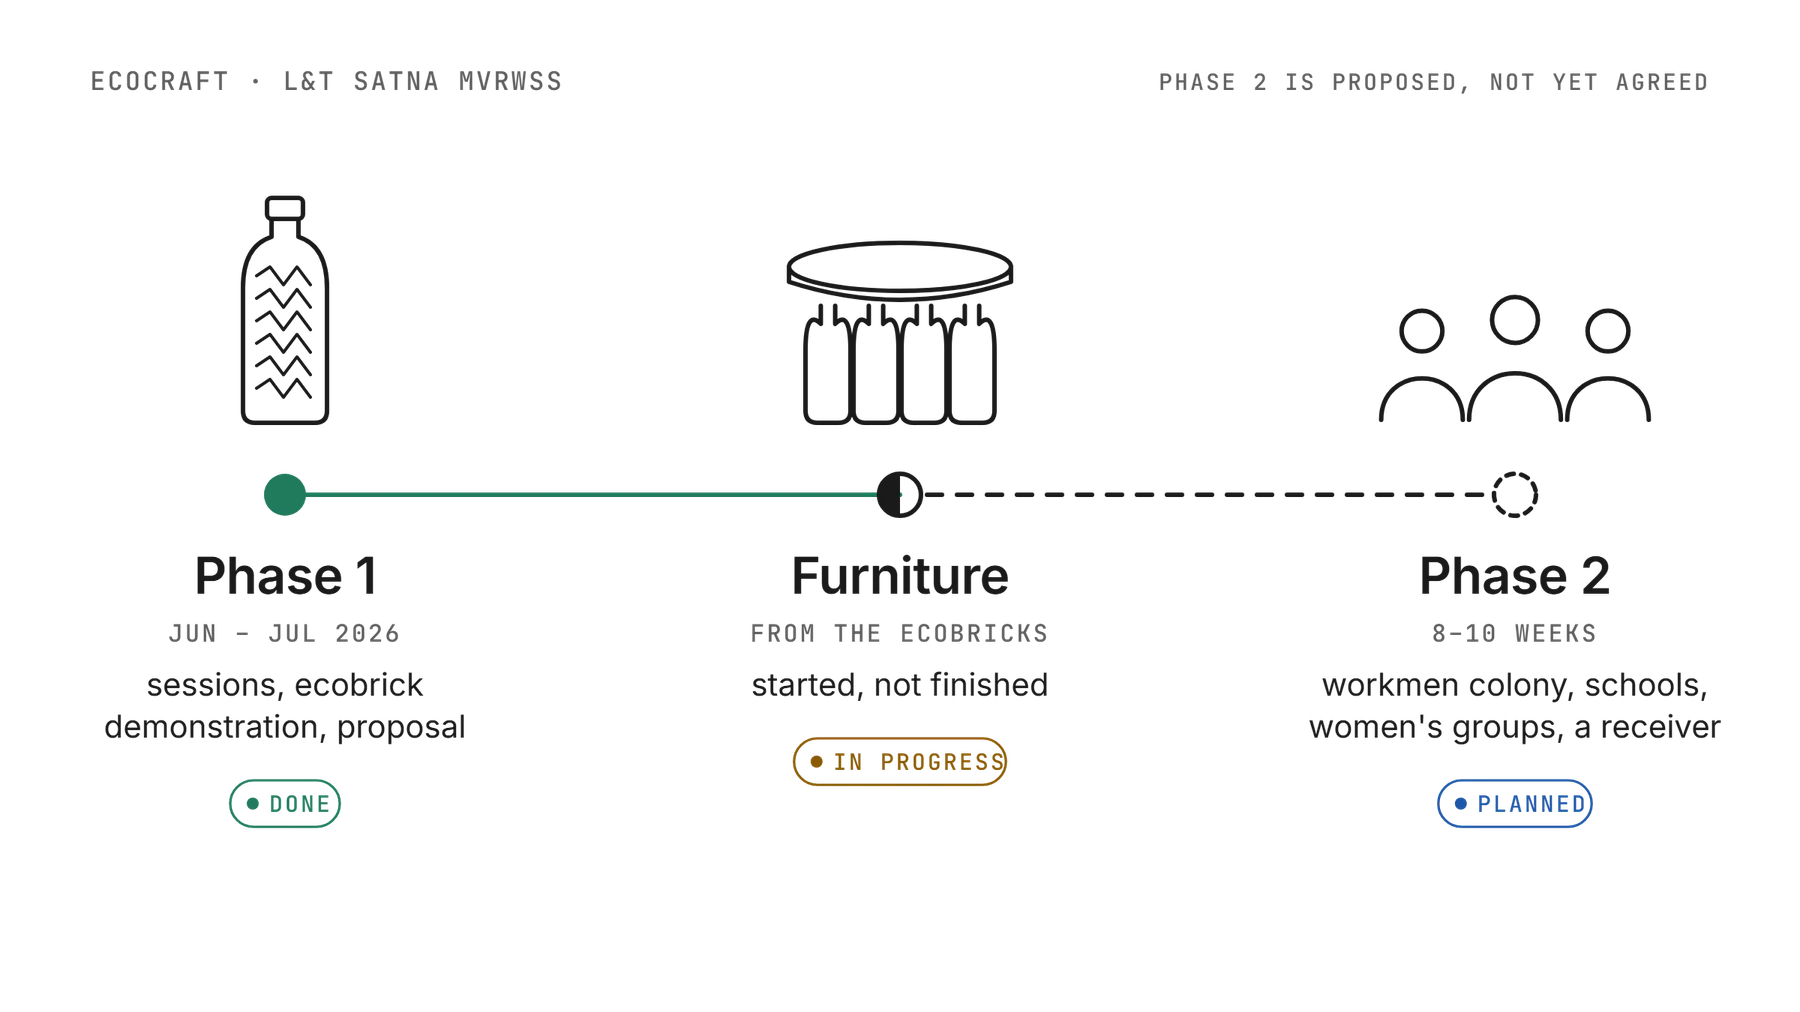 ECOCRAFT · L&T SATNA MVRWSS
PHASE 2 IS PROPOSED, NOT YET AGREED
Phase 1
JUN – JUL 2026
sessions, ecobrick
demonstration, proposal
DONE
Furniture
FROM THE ECOBRICKS
started, not finished
IN PROGRESS
Phase 2
8–10 WEEKS
workmen colony, schools,
women's groups, a receiver
PLANNED